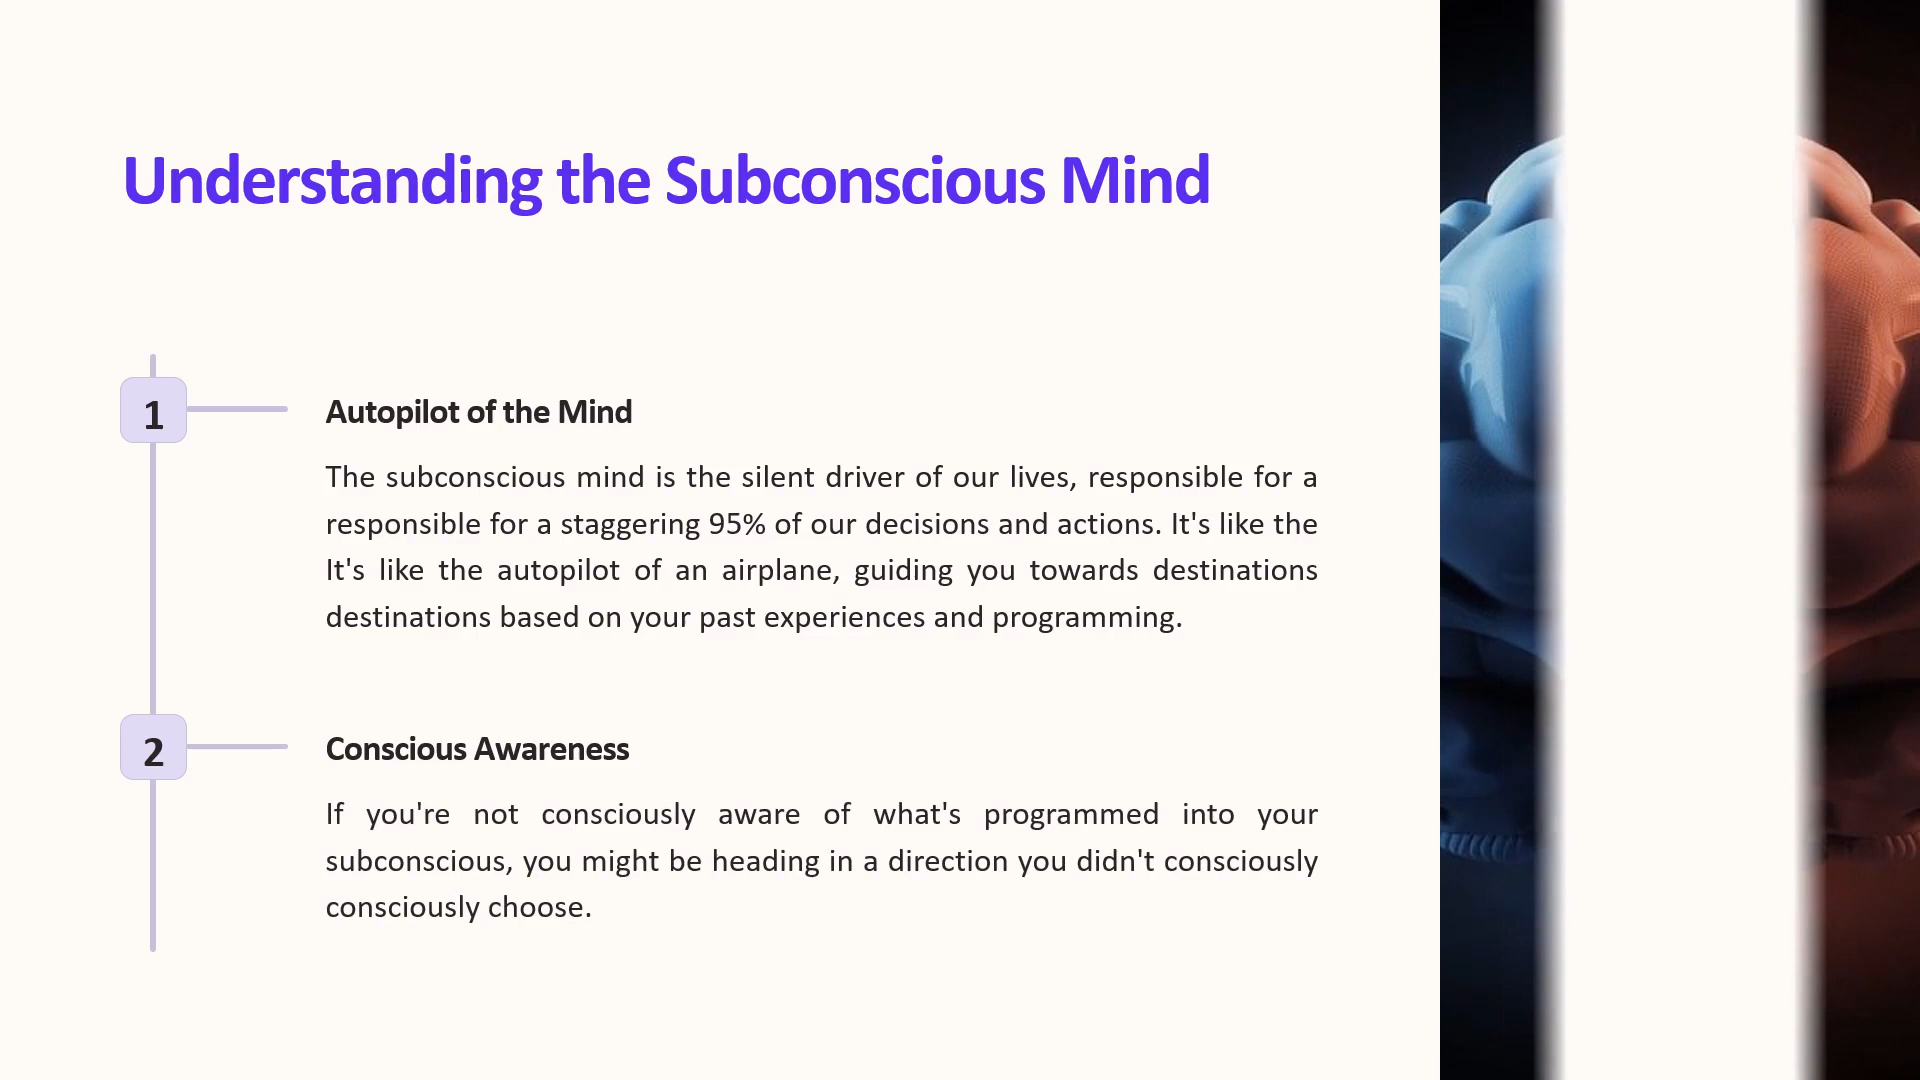 Understanding the Subconscious Mind
1
Autopilot of the Mind
The subconscious mind is the silent driver of our lives, responsible for a
responsible for a staggering 95% of our decisions and actions. It's like the
It's like the autopilot of an airplane, guiding you towards destinations
destinations based on your past experiences and programming.
2
Conscious Awareness
If you're not consciously aware of what's programmed into your
subconscious, you might be heading in a direction you didn't consciously
consciously choose.